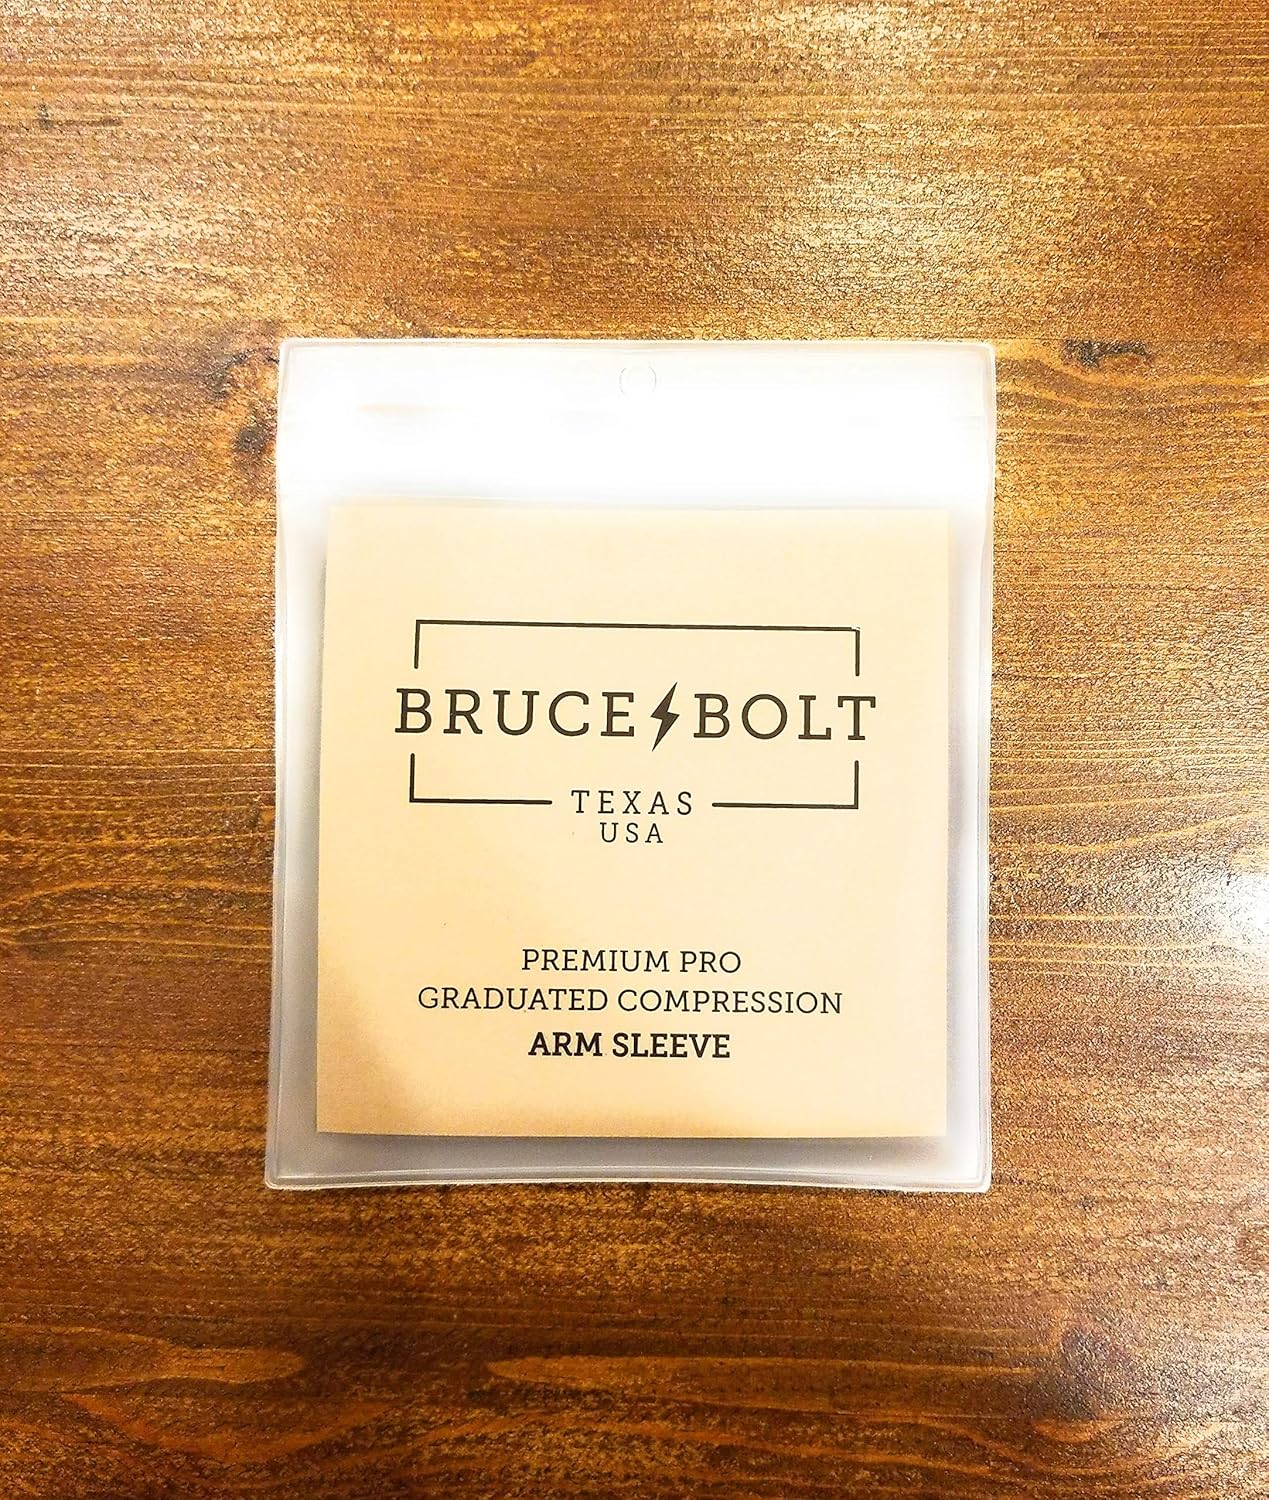 BRUCE BOLT
TEXAS
USA
PREMIUM PRO
GRADUATED COMPRESSION
ARM SLEEVE